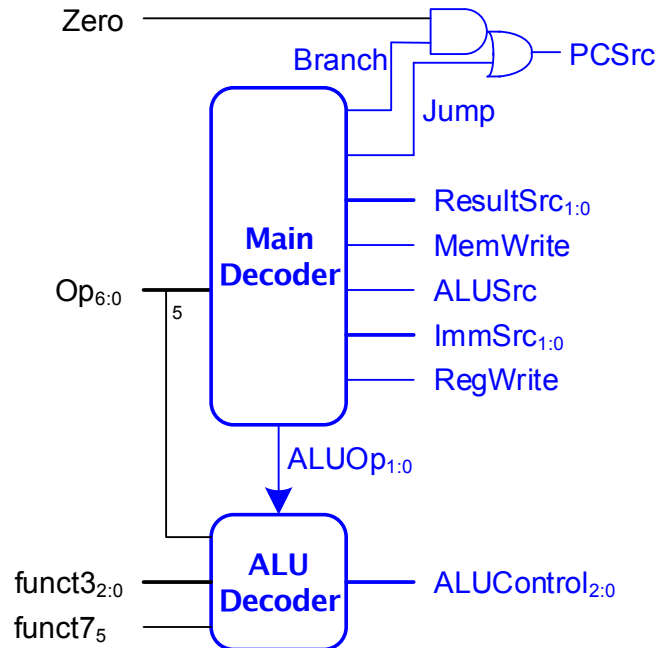 Zero
PCSrc
Branch
Jump
ResultSrc₁:₀
Main
Decoder
MemWrite
Op₆:₀
5
ALUSrc
ImmSrc₁:₀
RegWrite
ALUOp₁:₀
ALU
Decoder
funct3₂:₀
ALUControl₂:₀
funct7₅